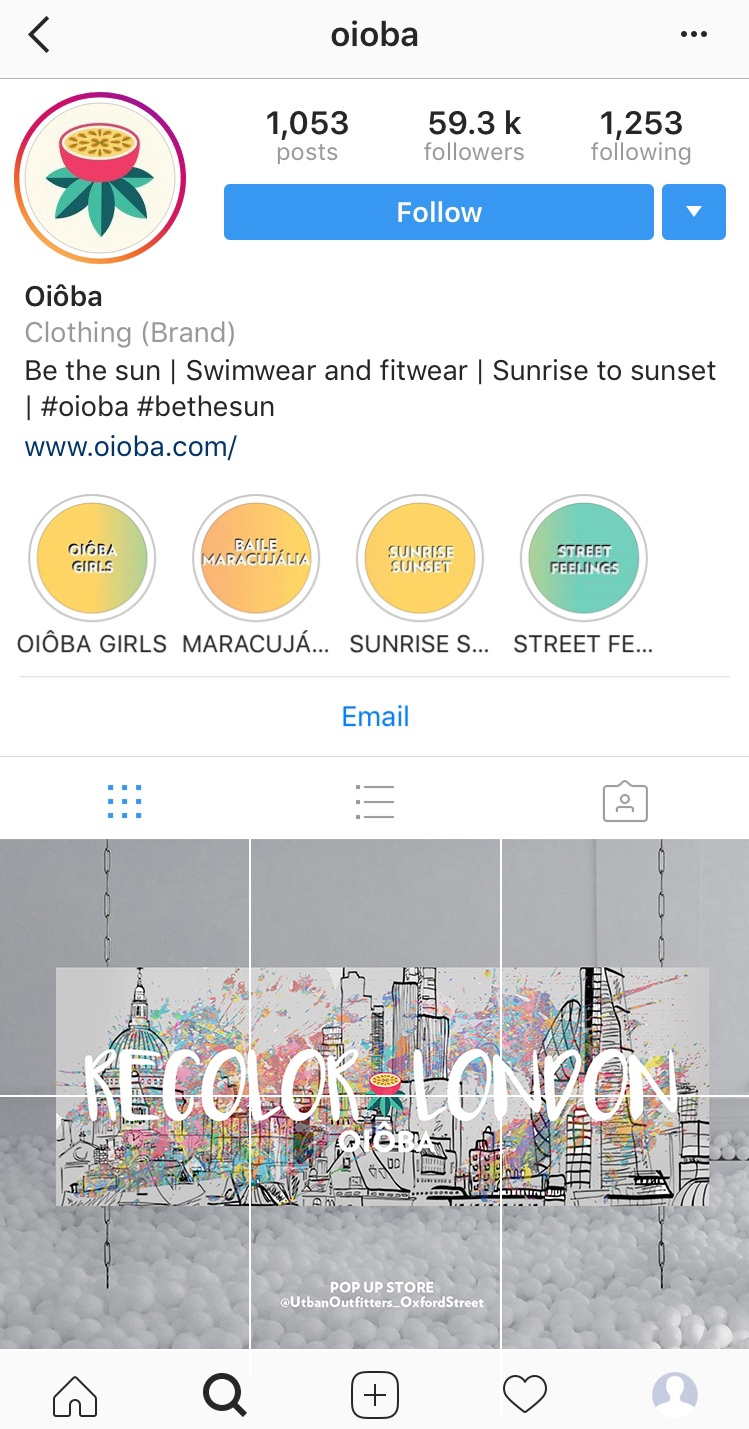 oioba
1,053
posts
59.3 k
followers
1,253
following
Follow
Oiôba
Clothing (Brand)
Be the sun | Swimwear and fitwear | Sunrise to sunset
| #oioba #bethesun
www.oioba.com/
OIÔBA
GIRLS
BAILE
MARACUJÁLIA
SUNRISE
SUNSET
STREET
FEELINGS
OIÔBA GIRLS
MARACUJÁ...
SUNRISE S...
STREET FE...
Email
RECOLOR LONDON
OIÔBA
POP UP STORE
@UtbanOutfitters_OxfordStreet